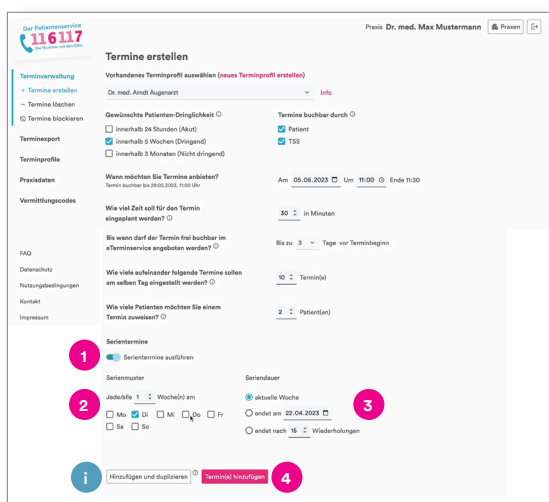 Der Patientenservice
116117
Die Nummer mit den Elfen
Praxis Dr. med. Max Mustermann
Praxen
Termine erstellen
Vorhandenes Terminprofil auswählen (neues Terminprofil erstellen)
Dr. med. Arndt Augenarzt
Info
Terminverwaltung
+ Termine erstellen
− Termine löschen
Termine blockieren
Terminexport
Terminprofile
Praxisdaten
Vermittlungscodes
FAQ
Datenschutz
Nutzungsbedingungen
Kontakt
Impressum
Gewünschte Patienten-Dringlichkeit
innerhalb 24 Stunden (Akut)
innerhalb 5 Wochen (Dringend)
innerhalb 3 Monaten (Nicht dringend)
Termine buchbar durch
Patient
TSS
Wann möchten Sie Termine anbieten?
Termin buchbar bis 29.05.2023, 11:00 Uhr
Am 05.06.2023 Um 11:00 Ende 11:30
Wie viel Zeit soll für den Termin
eingeplant werden?
30 in Minuten
Bis wann darf der Termin frei buchbar im
eTerminservice angeboten werden?
Bis zu 3 Tage vor Terminbeginn
Wie viele aufeinander folgende Termine sollen
am selben Tag eingestellt werden?
10 Termin(e)
Wie viele Patienten möchten Sie einem
Termin zuweisen?
2 Patient(en)
Serientermine
1
Serientermine ausführen
Serienmuster
2
Jede/alle 1 Woche(n) am
Mo Di Mi Do Fr
Sa So
Seriendauer
aktuelle Woche
endet am 22.04.2023
endet nach 15 Wiederholungen
3
i
Hinzufügen und duplizieren
Termin(e) hinzufügen
4